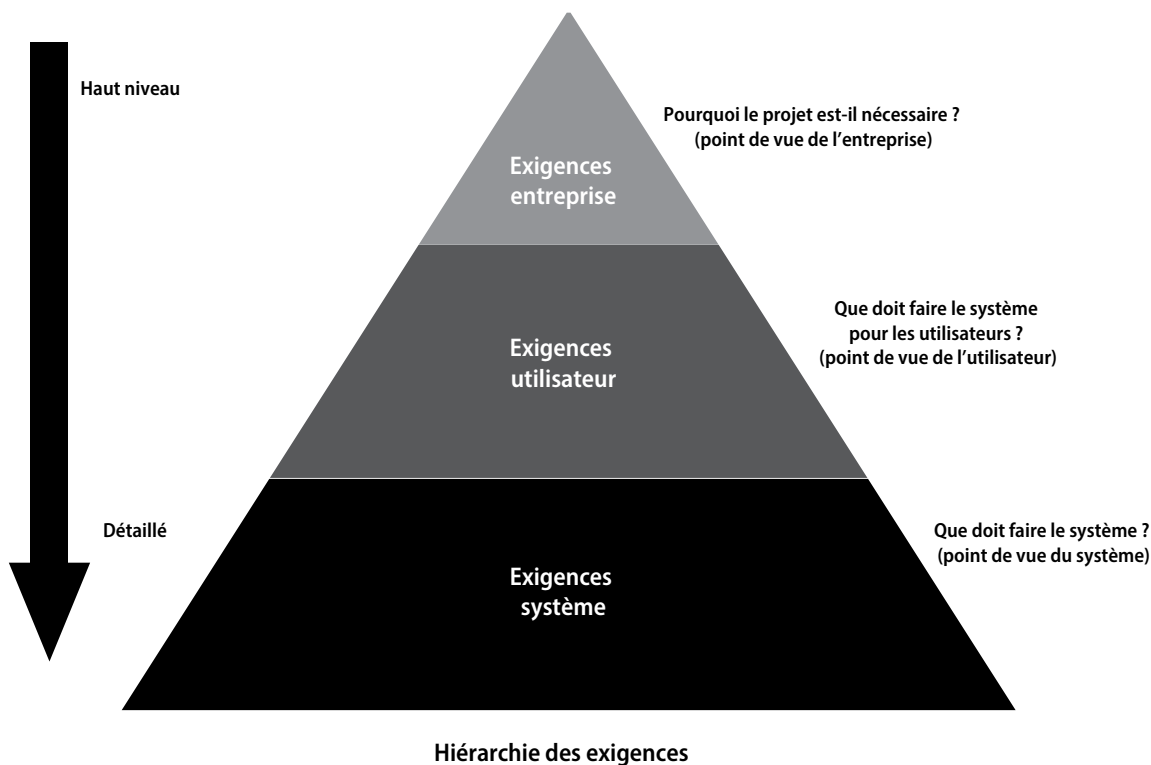 Haut niveau
Pourquoi le projet est-il nécessaire ?
(point de vue de l’entreprise)
Exigences
entreprise
Que doit faire le système
pour les utilisateurs ?
(point de vue de l’utilisateur)
Exigences
utilisateur
Détaillé
Que doit faire le système ?
(point de vue du système)
Exigences
système
Hiérarchie des exigences